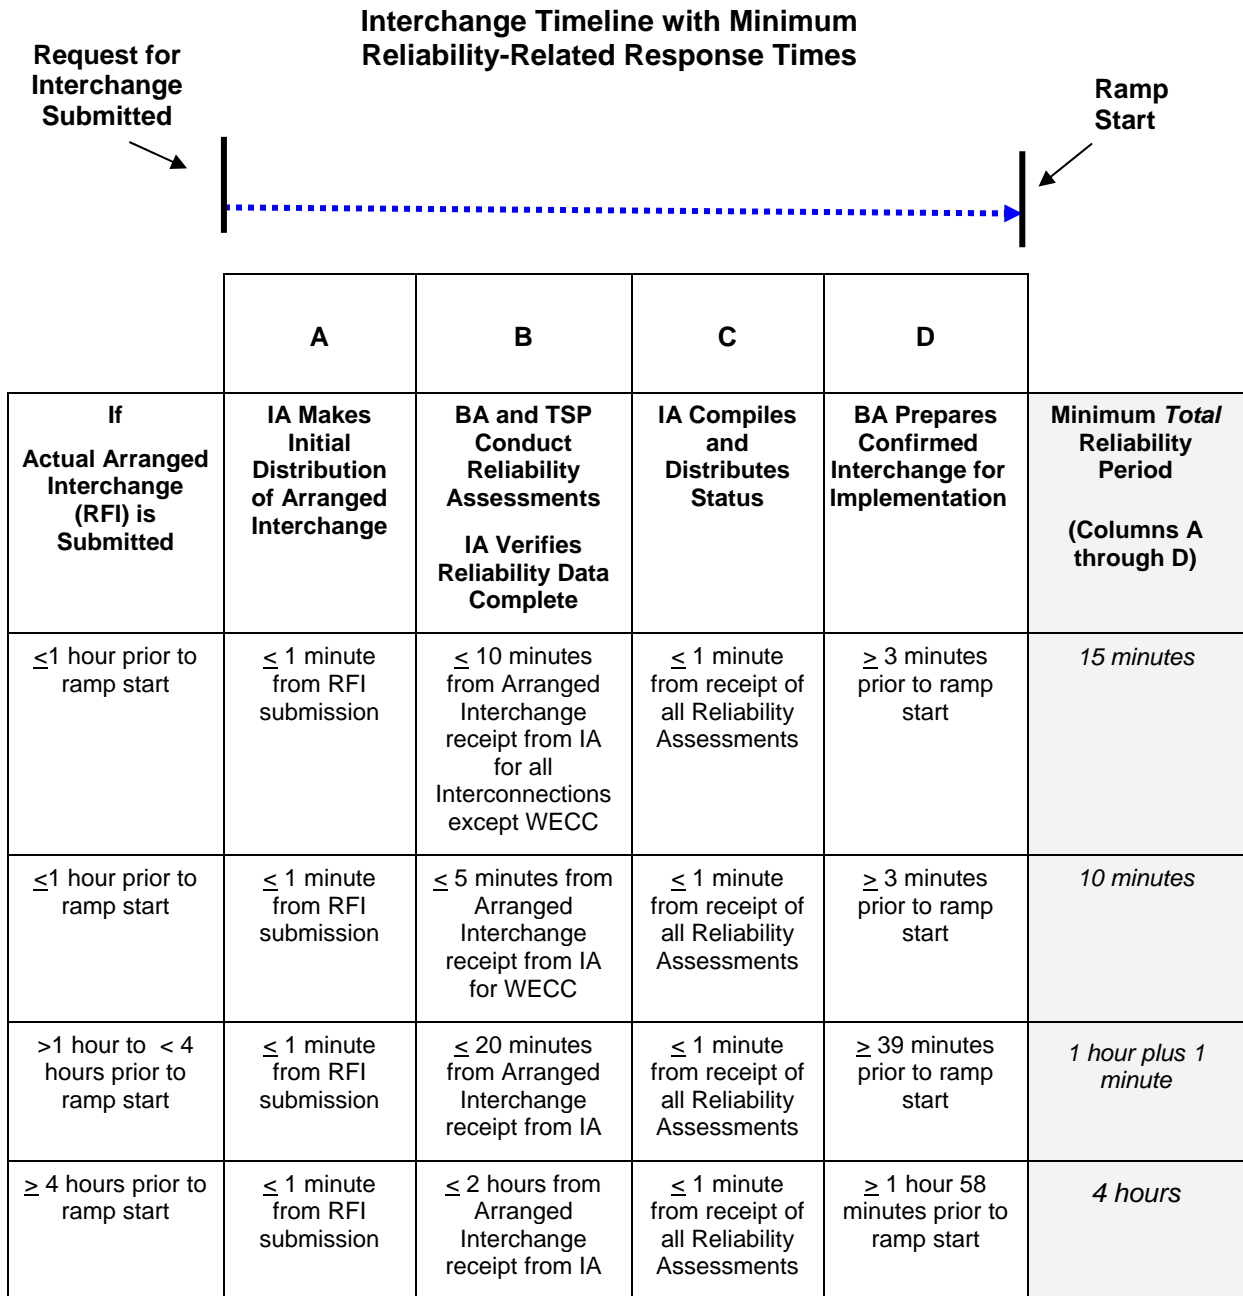 Interchange Timeline with Minimum
Reliability-Related Response Times
Request for
Interchange
Submitted
Ramp
Start
A
B
C
D
If
Actual Arranged
Interchange
(RFI) is
Submitted
IA Makes
Initial
Distribution
of Arranged
Interchange
BA and TSP
Conduct
Reliability
Assessments
IA Verifies
Reliability Data
Complete
IA Compiles
and
Distributes
Status
BA Prepares
Confirmed
Interchange for
Implementation
Minimum Total
Reliability
Period
(Columns A
through D)
<1 hour prior to
ramp start
< 1 minute
from RFI
submission
< 10 minutes
from Arranged
Interchange
receipt from IA
for all
Interconnections
except WECC
< 1 minute
from receipt of
all Reliability
Assessments
> 3 minutes
prior to ramp
start
15 minutes
<1 hour prior to
ramp start
< 1 minute
from RFI
submission
< 5 minutes from
Arranged
Interchange
receipt from IA
for WECC
< 1 minute
from receipt of
all Reliability
Assessments
> 3 minutes
prior to ramp
start
10 minutes
>1 hour to < 4
hours prior to
ramp start
< 1 minute
from RFI
submission
< 20 minutes
from Arranged
Interchange
receipt from IA
< 1 minute
from receipt of
all Reliability
Assessments
> 39 minutes
prior to ramp
start
1 hour plus 1
minute
> 4 hours prior to
ramp start
< 1 minute
from RFI
submission
< 2 hours from
Arranged
Interchange
receipt from IA
< 1 minute
from receipt of
all Reliability
Assessments
> 1 hour 58
minutes prior to
ramp start
4 hours